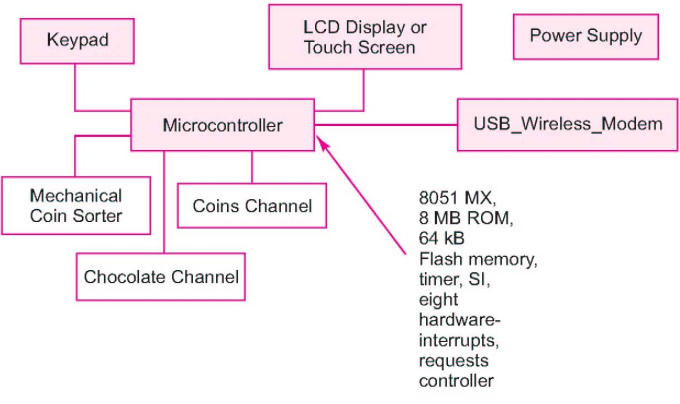 Keypad
LCD Display or
Touch Screen
Power Supply
Microcontroller
USB_Wireless_Modem
Mechanical
Coin Sorter
Coins Channel
Chocolate Channel
8051 MX,
8 MB ROM,
64 kB
Flash memory,
timer, SI,
eight
hardware-
interrupts,
requests
controller